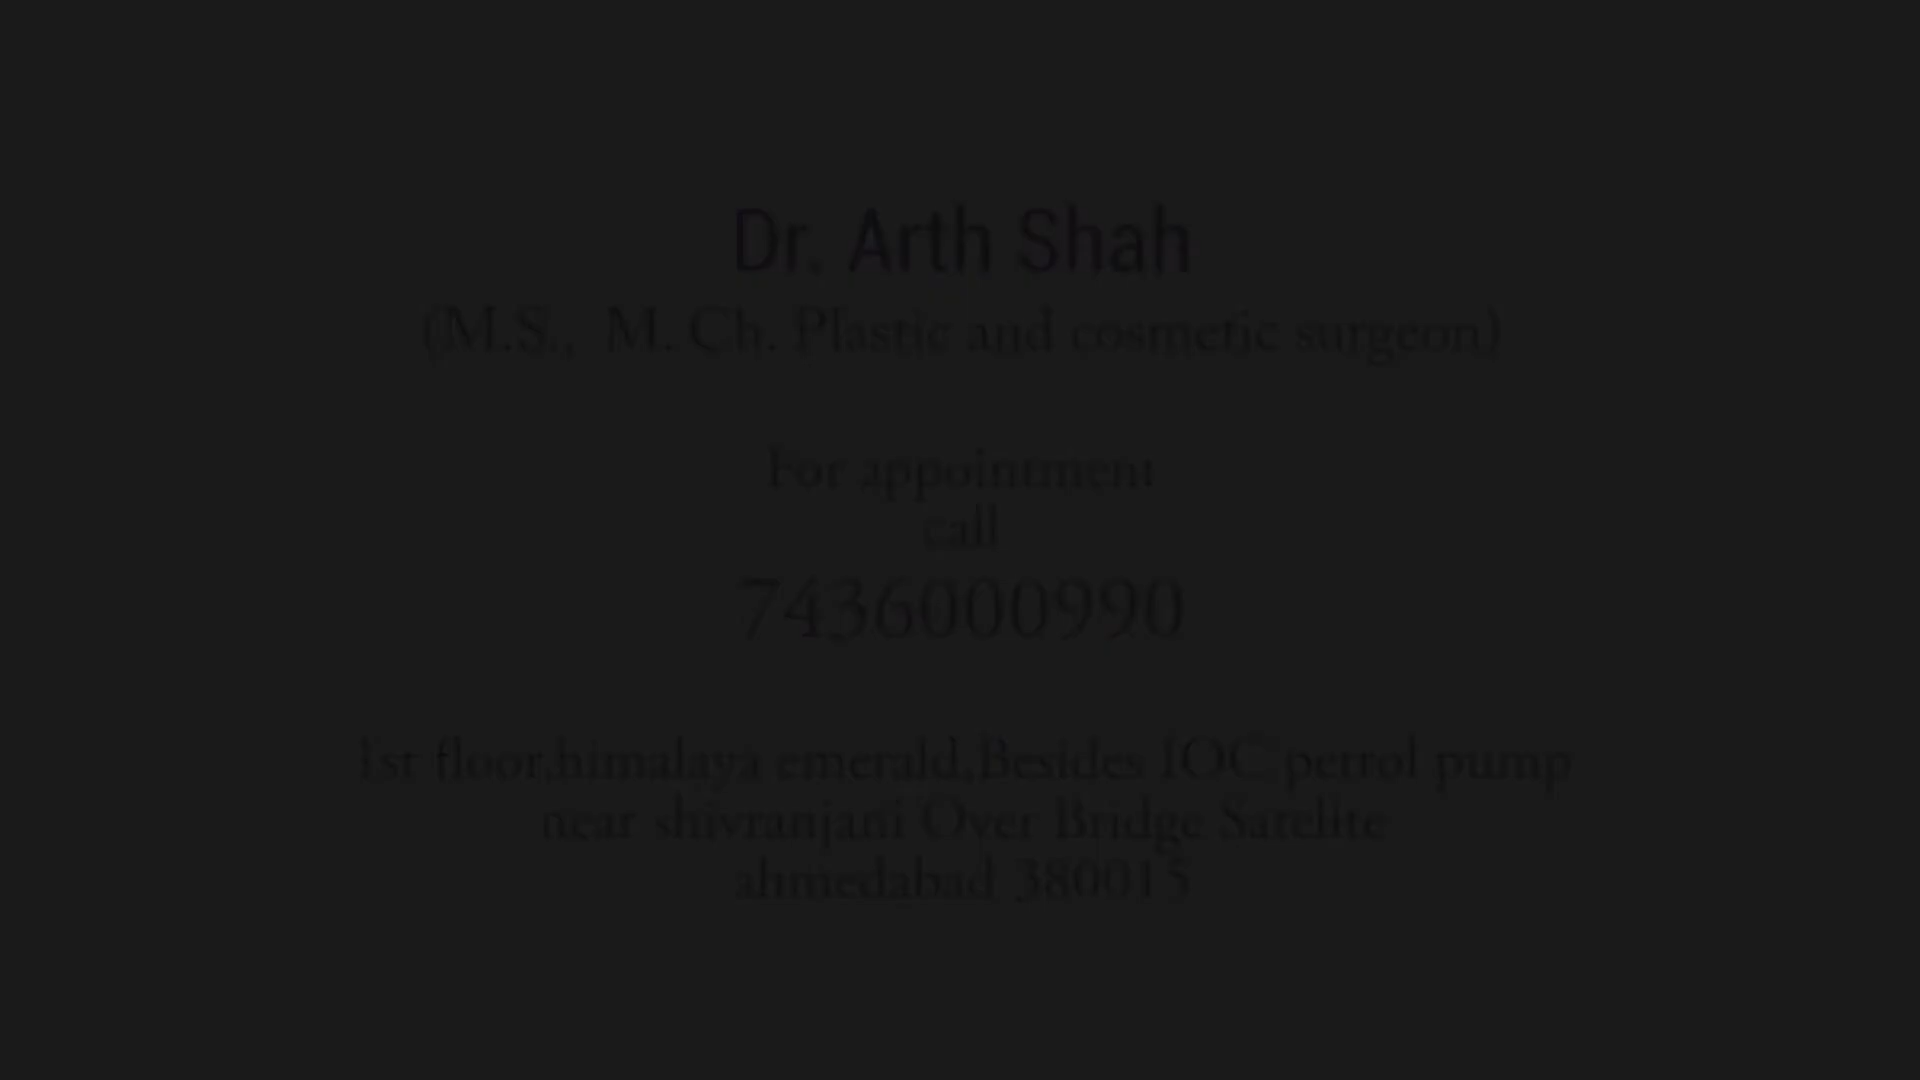 Dr. Arth Shah
(M.S., M. Ch. Plastic and cosmetic surgeon)
For appointment
call
7436000990
1st floor,himalaya emerald,Besides IOC petrol pump
near shivranjani Over Bridge Satelite
ahmedabad 380015